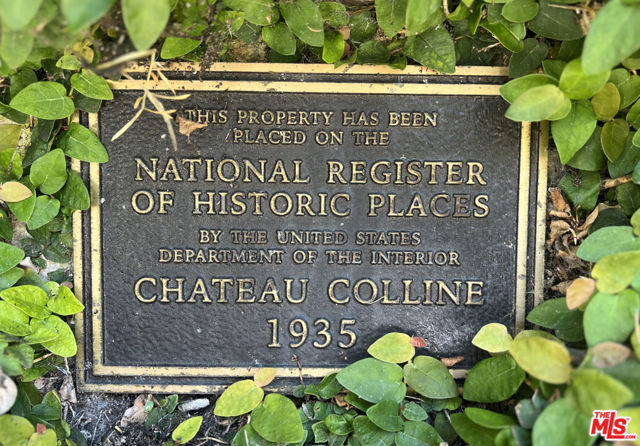 THIS PROPERTY HAS BEEN
PLACED ON THE
NATIONAL REGISTER
OF HISTORIC PLACES
BY THE UNITED STATES
DEPARTMENT OF THE INTERIOR
CHATEAU COLLINE
1935
MLS